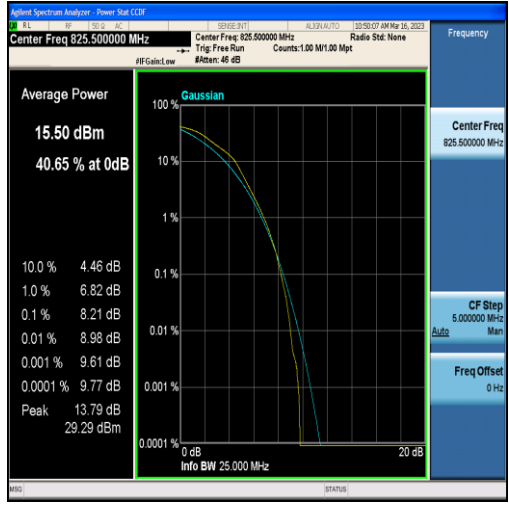 Agilent Spectrum Analyzer - Power Stat CCDF
RL RF 50 Ω AC SENSE:INT ALIGN AUTO 10:50:07 AM Mar 16, 2023
Center Freq 825.500000 MHz
Center Freq: 825.500000 MHz Radio Std: None
Trig: Free Run Counts:1.00 M/1.00 Mpt
#IFGain:Low #Atten: 46 dB
Frequency
Average Power
15.50 dBm
40.65 % at 0dB
10.0 % 4.46 dB
1.0 % 6.82 dB
0.1 % 8.21 dB
0.01 % 8.98 dB
0.001 % 9.61 dB
0.0001 % 9.77 dB
Peak 13.79 dB
29.29 dBm
Gaussian
100 %
10 %
1 %
0.1 %
0.01 %
0.001 %
0.0001 %
0 dB 20 dB
Info BW 25.000 MHz
Center Freq
825.500000 MHz
CF Step
5.000000 MHz
Auto Man
Freq Offset
0 Hz
MSG STATUS